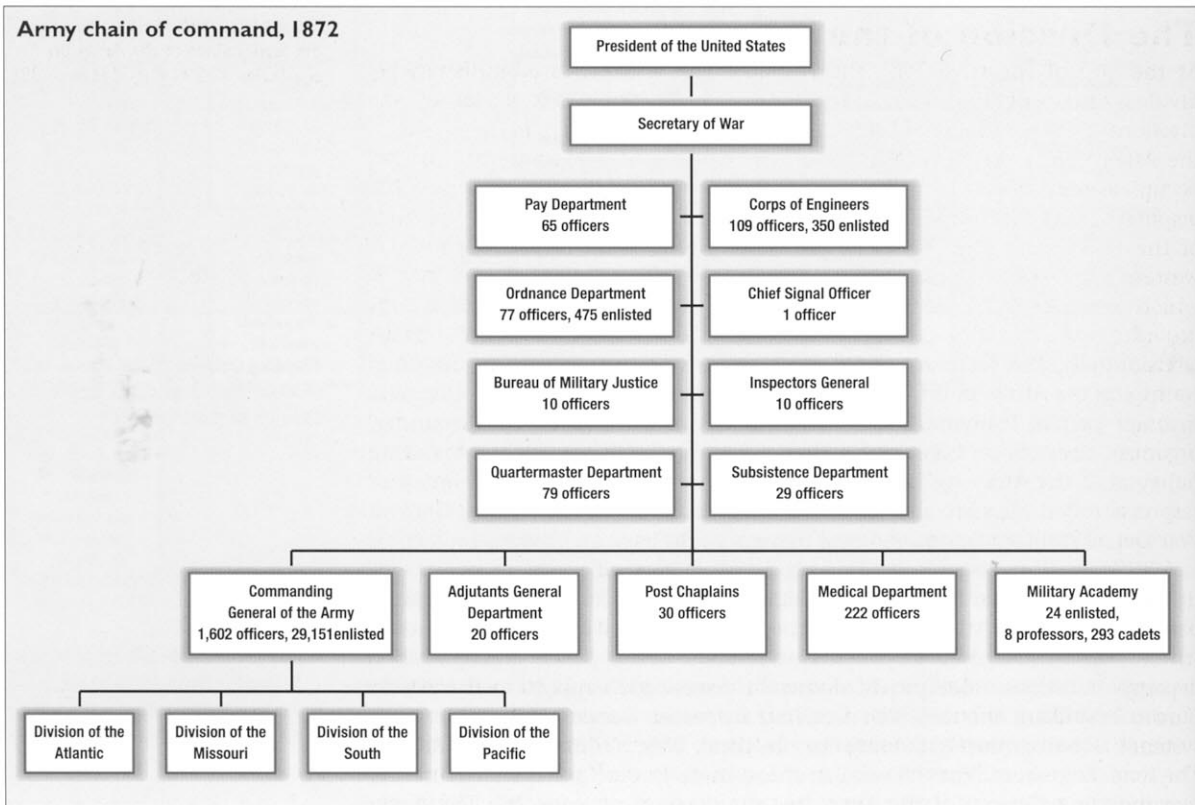 Army chain of command, 1872
President of the United States
Secretary of War
Pay Department
65 officers
Corps of Engineers
109 officers, 350 enlisted
Ordnance Department
77 officers, 475 enlisted
Chief Signal Officer
1 officer
Bureau of Military Justice
10 officers
Inspectors General
10 officers
Quartermaster Department
79 officers
Subsistence Department
29 officers
Commanding
General of the Army
1,602 officers, 29,151enlisted
Adjutants General
Department
20 officers
Post Chaplains
30 officers
Medical Department
222 officers
Military Academy
24 enlisted,
8 professors, 293 cadets
Division of the
Atlantic
Division of the
Missouri
Division of the
South
Division of the
Pacific